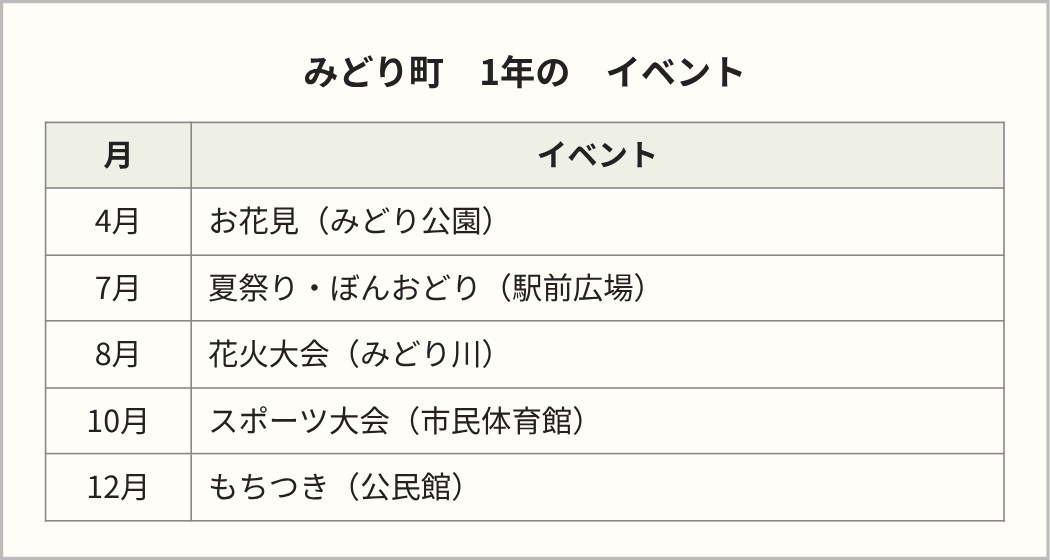 みどり町　1年の　イベント
月　イベント
4月　お花見（みどり公園）
7月　夏祭り・ぼんおどり（駅前広場）
8月　花火大会（みどり川）
10月　スポーツ大会（市民体育館）
12月　もちつき（公民館）